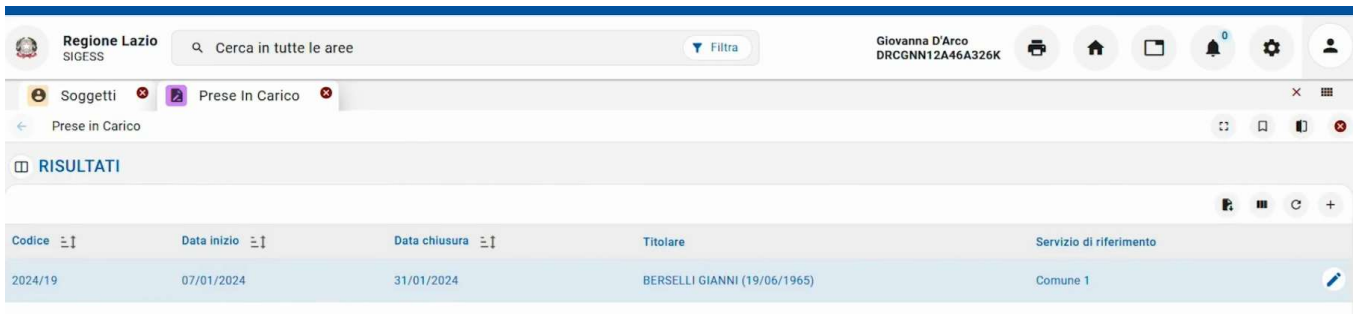 Regione Lazio
SIGESS
Cerca in tutte le aree
Filtra
Giovanna D'Arco
DRCGNN12A46A326K
0
Soggetti
Prese In Carico
Prese in Carico
RISULTATI
Codice Data inizio Data chiusura Titolare Servizio di riferimento
2024/19 07/01/2024 31/01/2024 BERSELLI GIANNI (19/06/1965) Comune 1